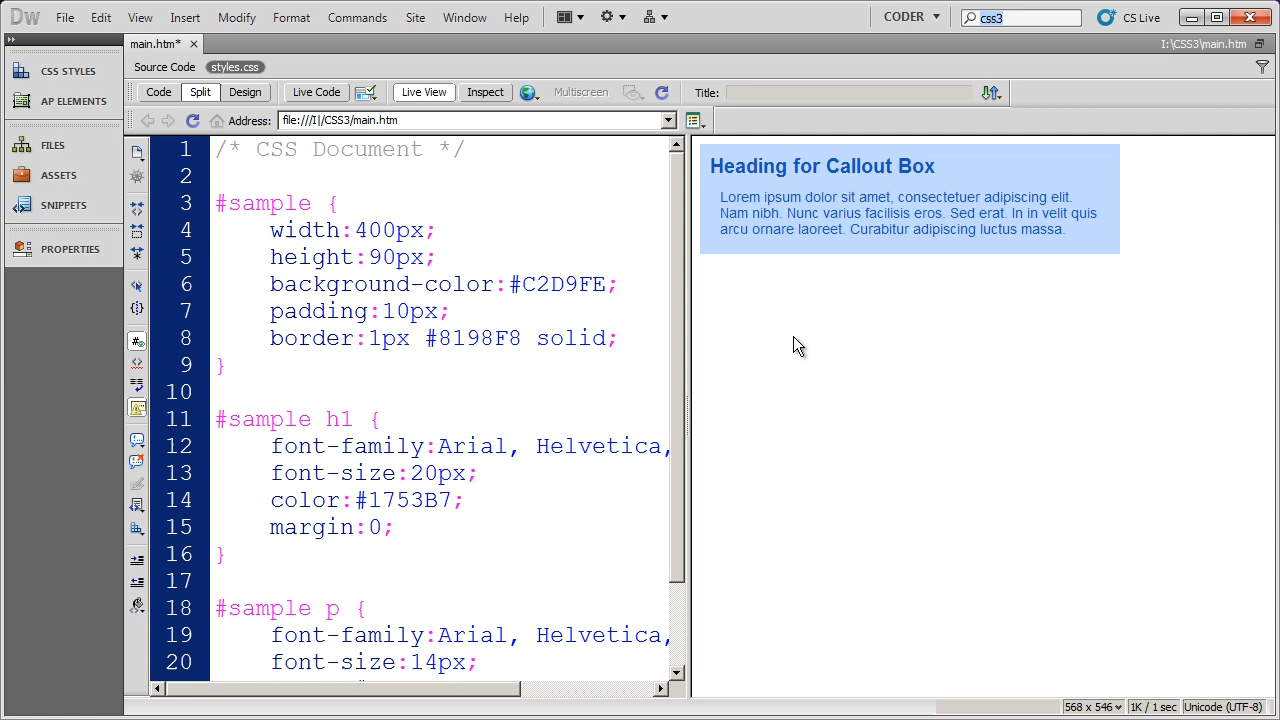 Dw File Edit View Insert Modify Format Commands Site Window Help CODER css3 CS Live
main.htm* I:\CSS3\main.htm
Source Code styles.css
Code Split Design Live Code Live View Inspect Multiscreen Title:
Address: file:///I|/CSS3/main.htm
CSS STYLES
AP ELEMENTS
FILES
ASSETS
SNIPPETS
PROPERTIES
1 /* CSS Document */
2
3 #sample {
4 width:400px;
5 height:90px;
6 background-color:#C2D9FE;
7 padding:10px;
8 border:1px #8198F8 solid;
9 }
10
11 #sample h1 {
12 font-family:Arial, Helvetica,
13 font-size:20px;
14 color:#1753B7;
15 margin:0;
16 }
17
18 #sample p {
19 font-family:Arial, Helvetica,
20 font-size:14px;
Heading for Callout Box
Lorem ipsum dolor sit amet, consectetuer adipiscing elit.
Nam nibh. Nunc varius facilisis eros. Sed erat. In in velit quis
arcu ornare laoreet. Curabitur adipiscing luctus massa.
568 x 546 1K / 1 sec Unicode (UTF-8)